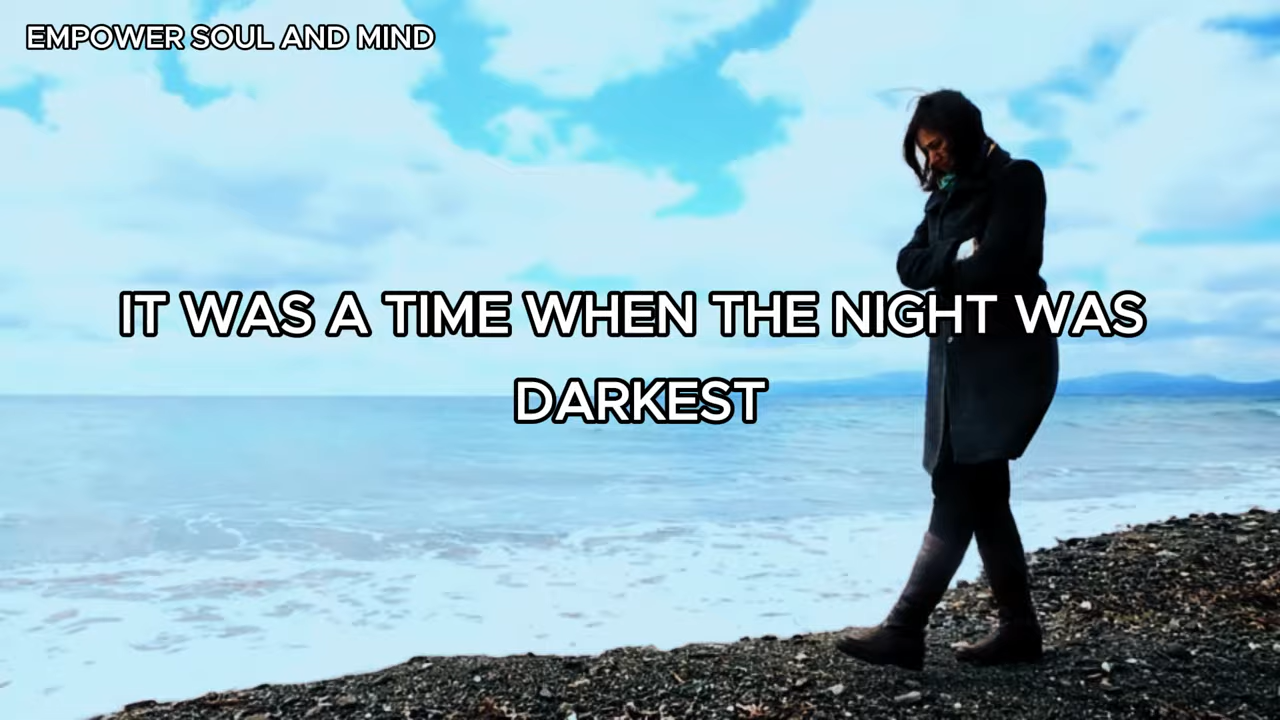 EMPOWER SOUL AND MIND
IT WAS A TIME WHEN THE NIGHT WAS
DARKEST